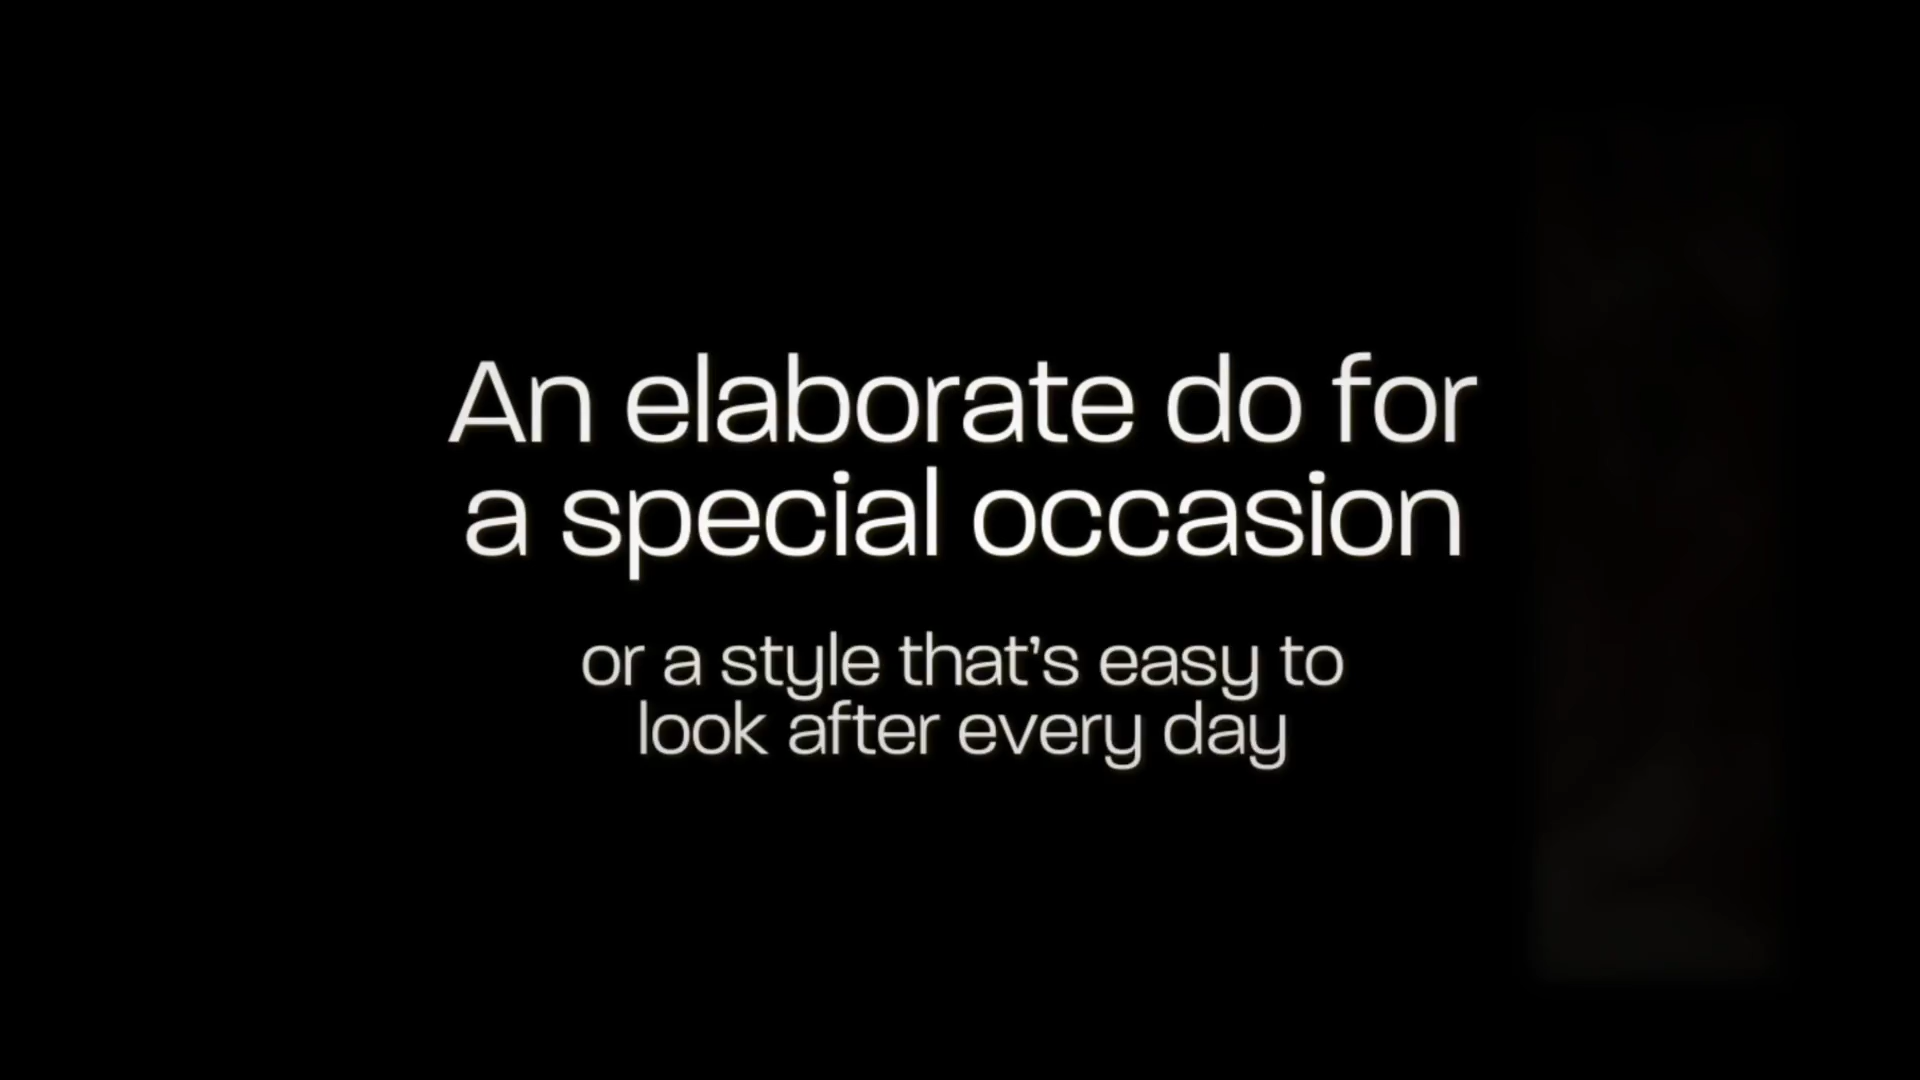 An elaborate do for
a special occasion
or a style that’s easy to
look after every day